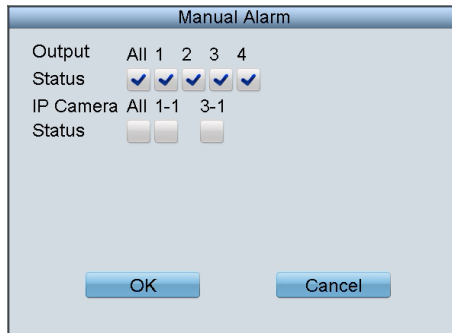 Manual Alarm
Output All 1 2 3 4
Status
IP Camera All 1-1 3-1
Status
OK Cancel